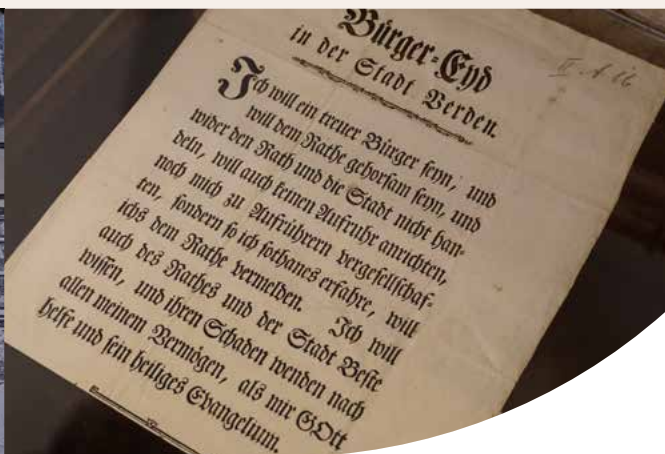 Bürger-Eyd
in der Stadt Verden.
Ich will ein treuer Bürger seyn, und
will dem Rathe gehorsam seyn, und
wider den Rath und die Stadt nicht han-
deln, will auch keinen Aufruhr anrichten,
noch mich zu Aufrührern vergesellschaf-
ten, sondern so ich sothanes erfahre, will
ichs dem Rathe vermelden. Ich will
auch des Rathes und der Stadt Beste
wissen, und ihren Schaden wenden nach
allen meinem Vermögen, als mir GOtt
helfe und sein heiliges Evangelium.